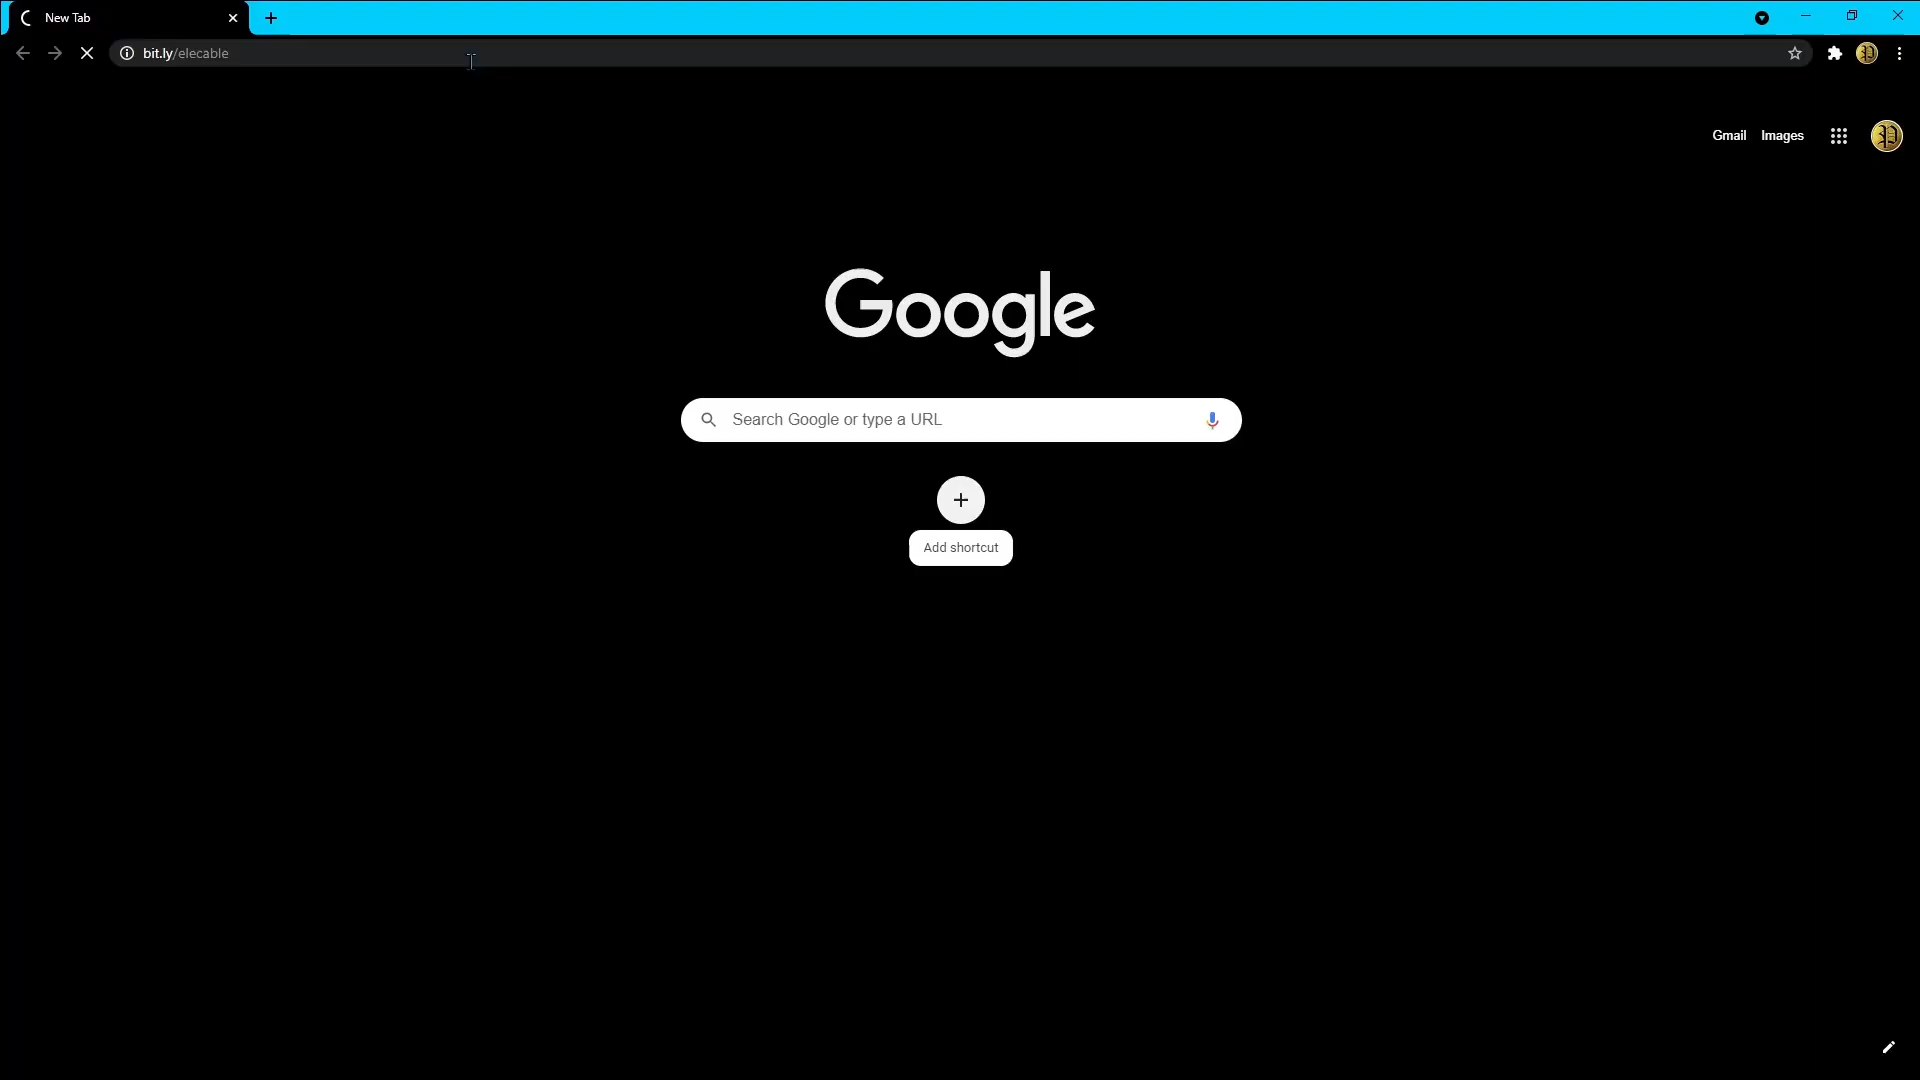 New Tab
bit.ly/elecable
Gmail Images
Google
Search Google or type a URL
Add shortcut